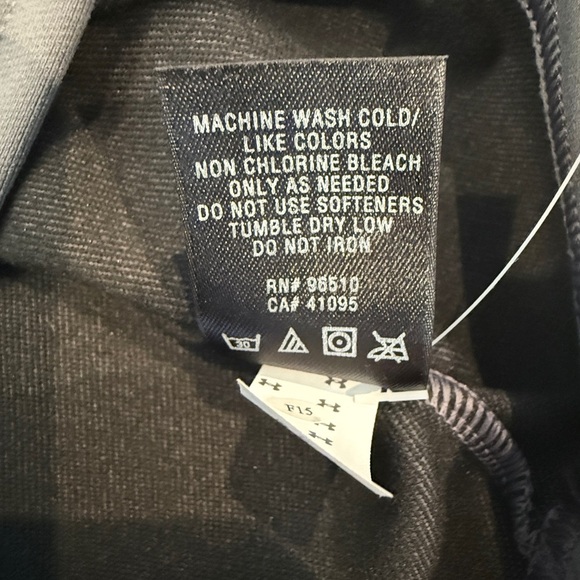 MACHINE WASH COLD/
LIKE COLORS
NON CHLORINE BLEACH
ONLY AS NEEDED
DO NOT USE SOFTENERS
TUMBLE DRY LOW
DO NOT IRON
RN# 96510
CA# 41095
30
F15